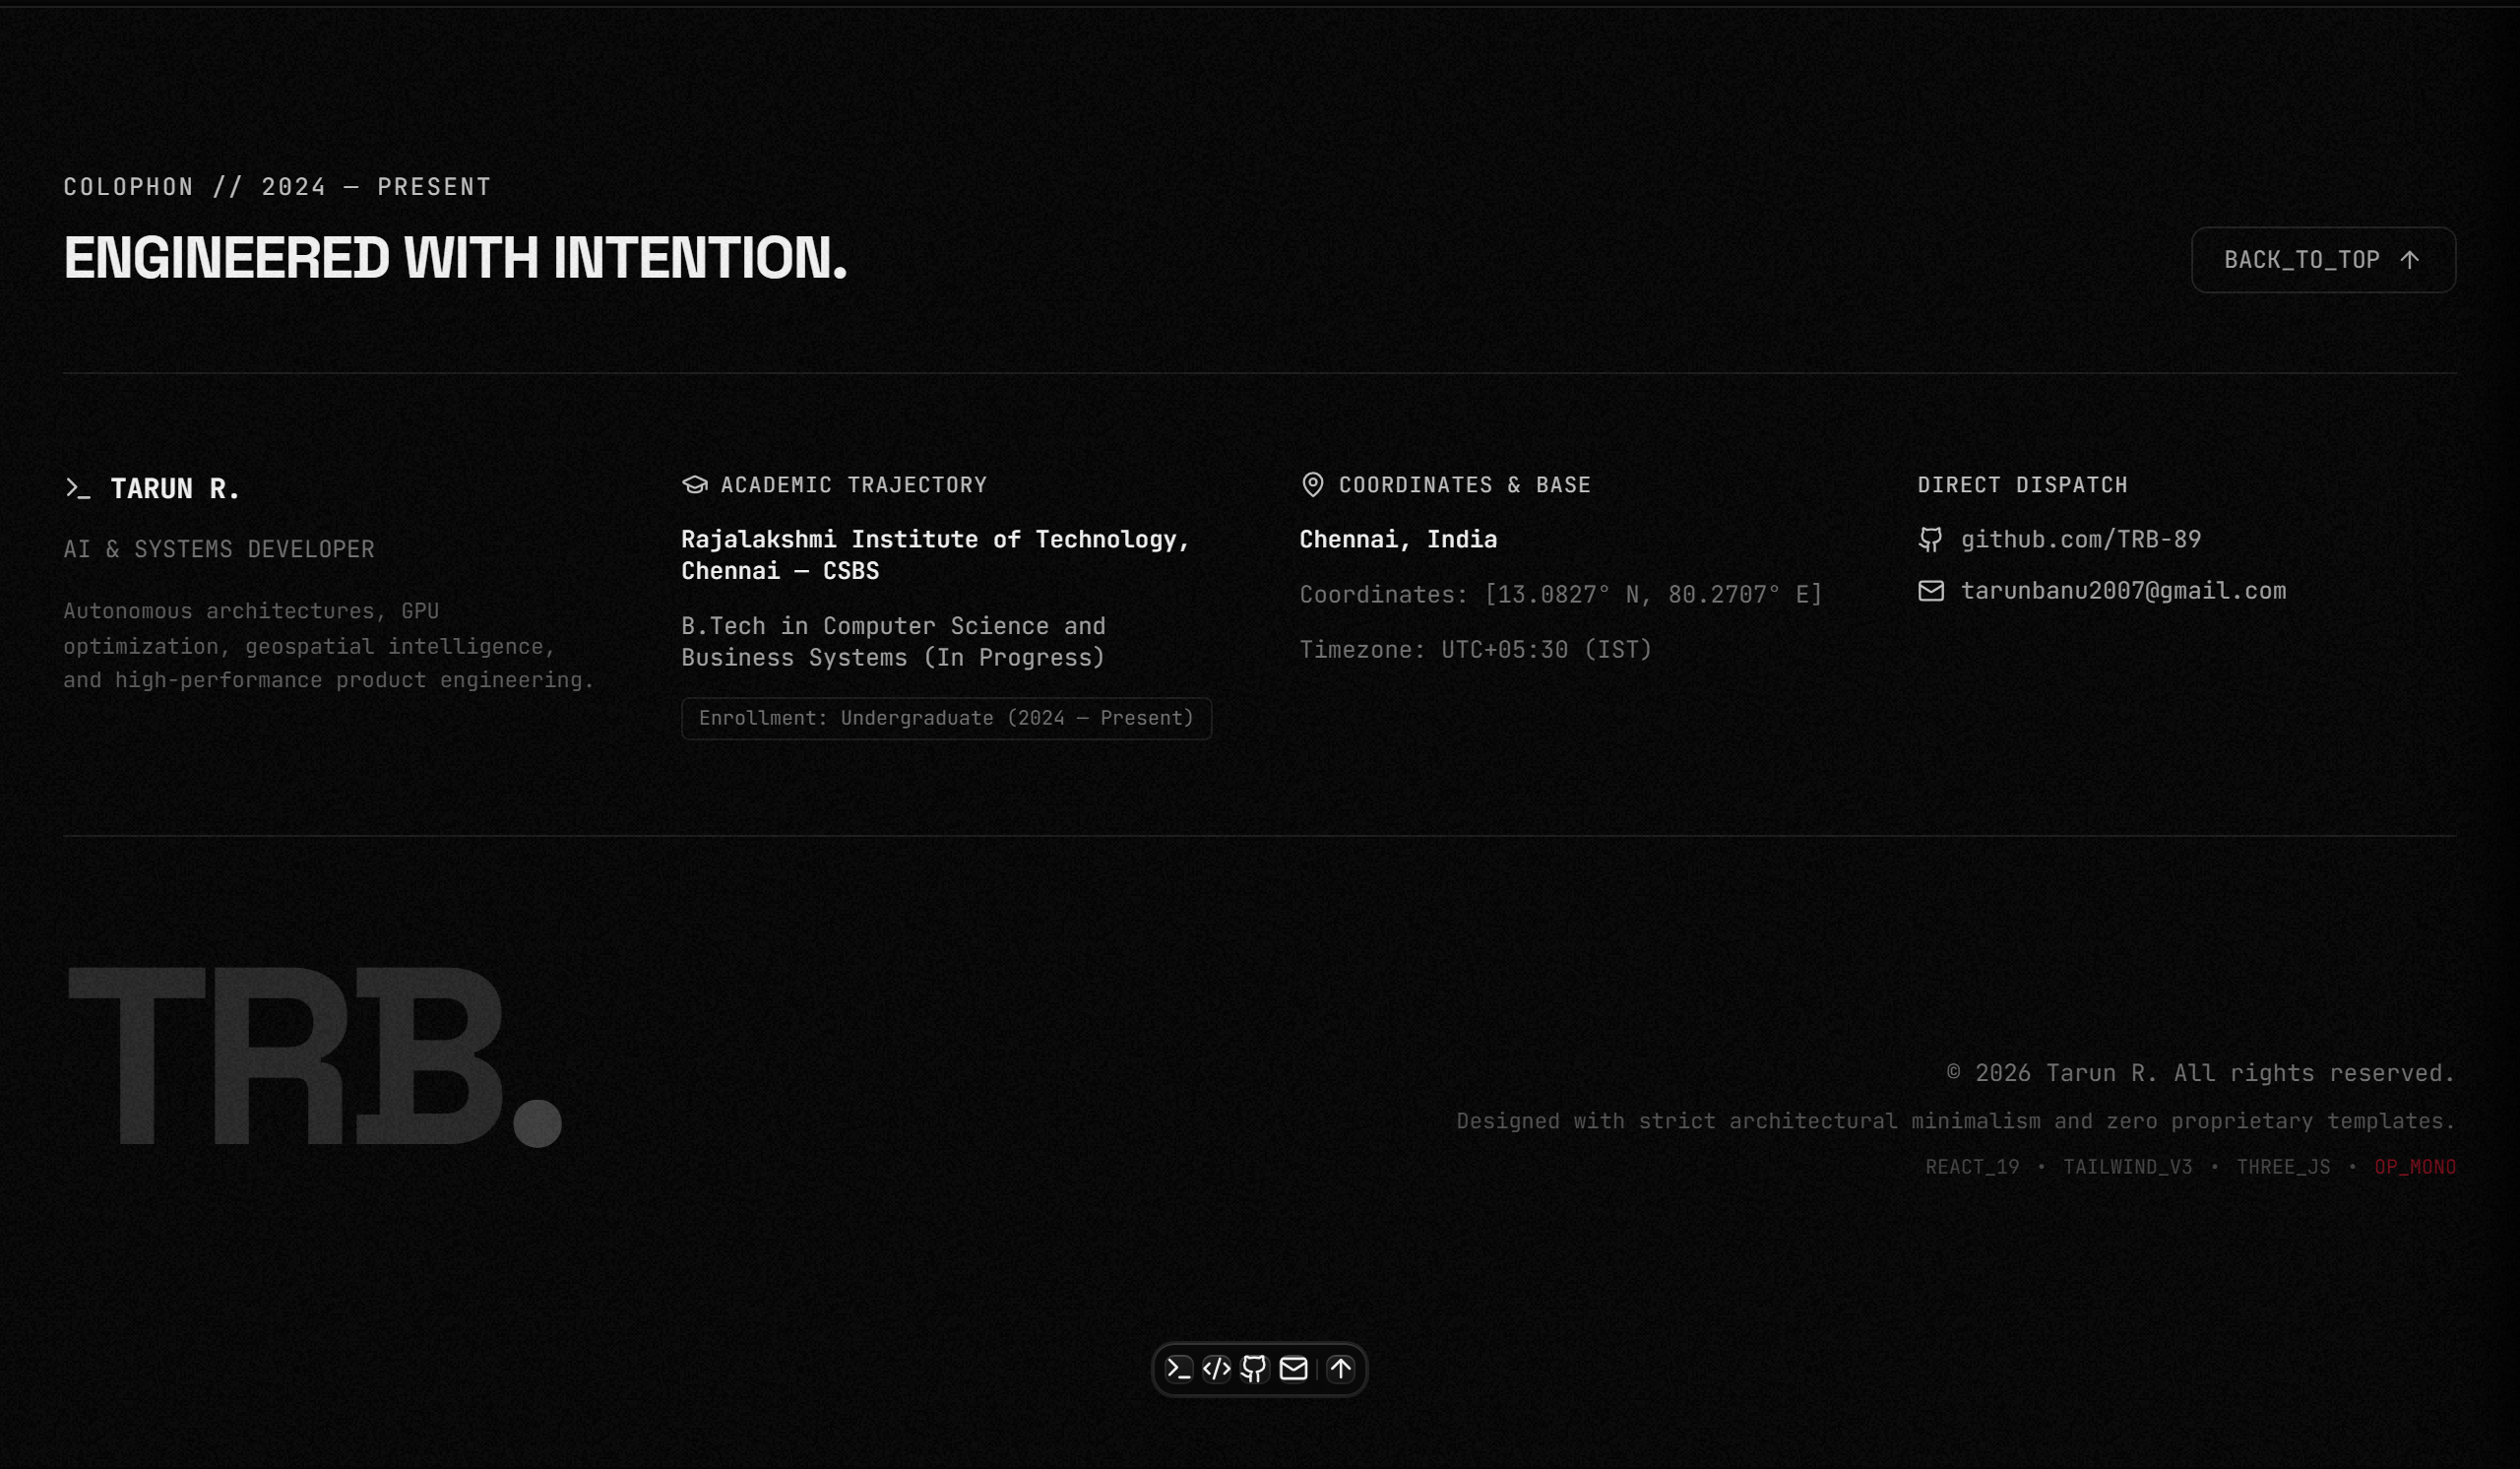 COLOPHON // 2024 — PRESENT
ENGINEERED WITH INTENTION.
BACK_TO_TOP ↑
TARUN R.
AI & SYSTEMS DEVELOPER
Autonomous architectures, GPU
optimization, geospatial intelligence,
and high-performance product engineering.
ACADEMIC TRAJECTORY
Rajalakshmi Institute of Technology,
Chennai — CSBS
B.Tech in Computer Science and
Business Systems (In Progress)
Enrollment: Undergraduate (2024 — Present)
COORDINATES & BASE
Chennai, India
Coordinates: [13.0827° N, 80.2707° E]
Timezone: UTC+05:30 (IST)
DIRECT DISPATCH
github.com/TRB-89
tarunbanu2007@gmail.com
TRB.
© 2026 Tarun R. All rights reserved.
Designed with strict architectural minimalism and zero proprietary templates.
REACT_19 • TAILWIND_V3 • THREE_JS • OP_MONO